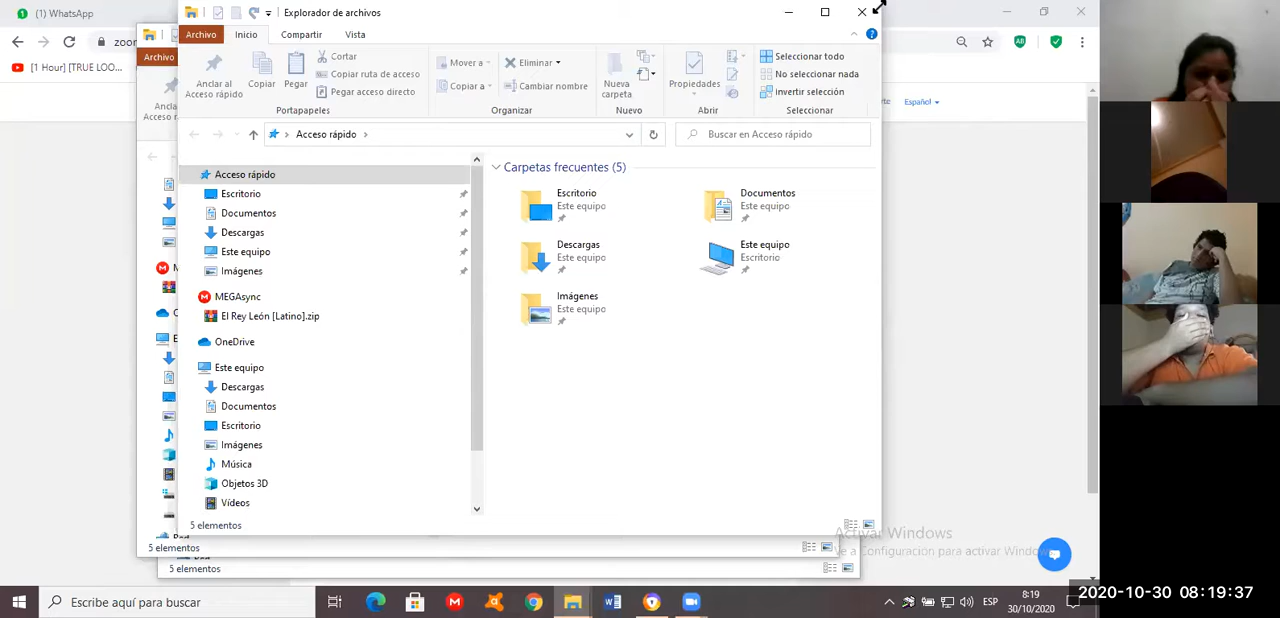 (1) WhatsApp
Explorador de archivos
Archivo Inicio Compartir Vista
Archivo
zoon
[1 Hour] [TRUE LOO...
Español
Ancla
Acceso r
Anclar al
Acceso rápido
Copiar
Pegar
Cortar
Copiar ruta de acceso
Pegar acceso directo
Portapapeles
Mover a
Copiar a
Eliminar
Cambiar nombre
Organizar
Nueva
carpeta
Nuevo
Propiedades
Abrir
Seleccionar todo
No seleccionar nada
Invertir selección
Seleccionar
Acceso rápido
Buscar en Acceso rápido
Acceso rápido
Escritorio
Documentos
Descargas
Este equipo
Imágenes
MEGAsync
El Rey León [Latino].zip
OneDrive
Este equipo
Descargas
Documentos
Escritorio
Imágenes
Música
Objetos 3D
Vídeos
Carpetas frecuentes (5)
Escritorio
Este equipo
Documentos
Este equipo
Descargas
Este equipo
Este equipo
Escritorio
Imágenes
Este equipo
5 elementos
5 elementos
5 elementos
Activar Windows
Ve a Configuración para activar Windows
Escribe aquí para buscar
ESP
8:19
30/10/2020
2020-10-30 08:19:37